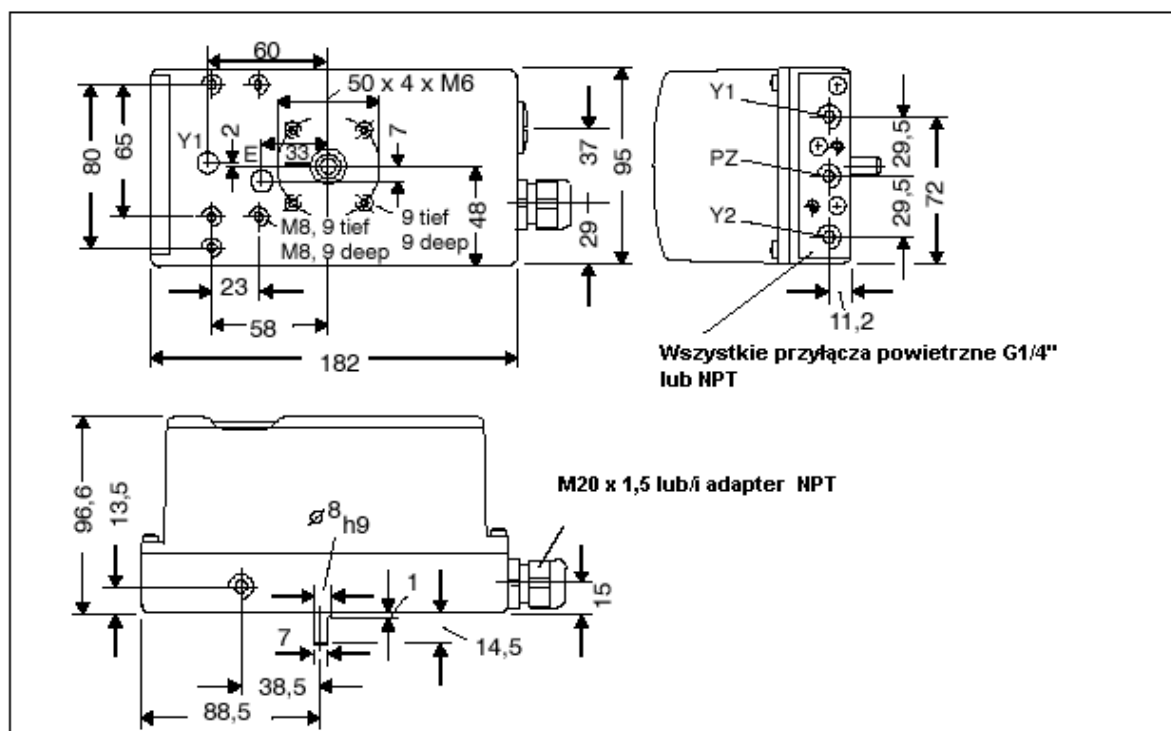 60
50 x 4 x M6
Y1
2
E
33
7
80
65
37
95
48
29
9 tief
9 deep
M8, 9 tief
M8, 9 deep
23
58
182
Y1
PZ
Y2
29,5
29,5
72
11,2
Wszystkie przyłącza powietrzne G1/4"
lub NPT
M20 x 1,5 lub/i adapter NPT
96,6
13,5
⌀8
h9
1
15
14,5
7
38,5
88,5